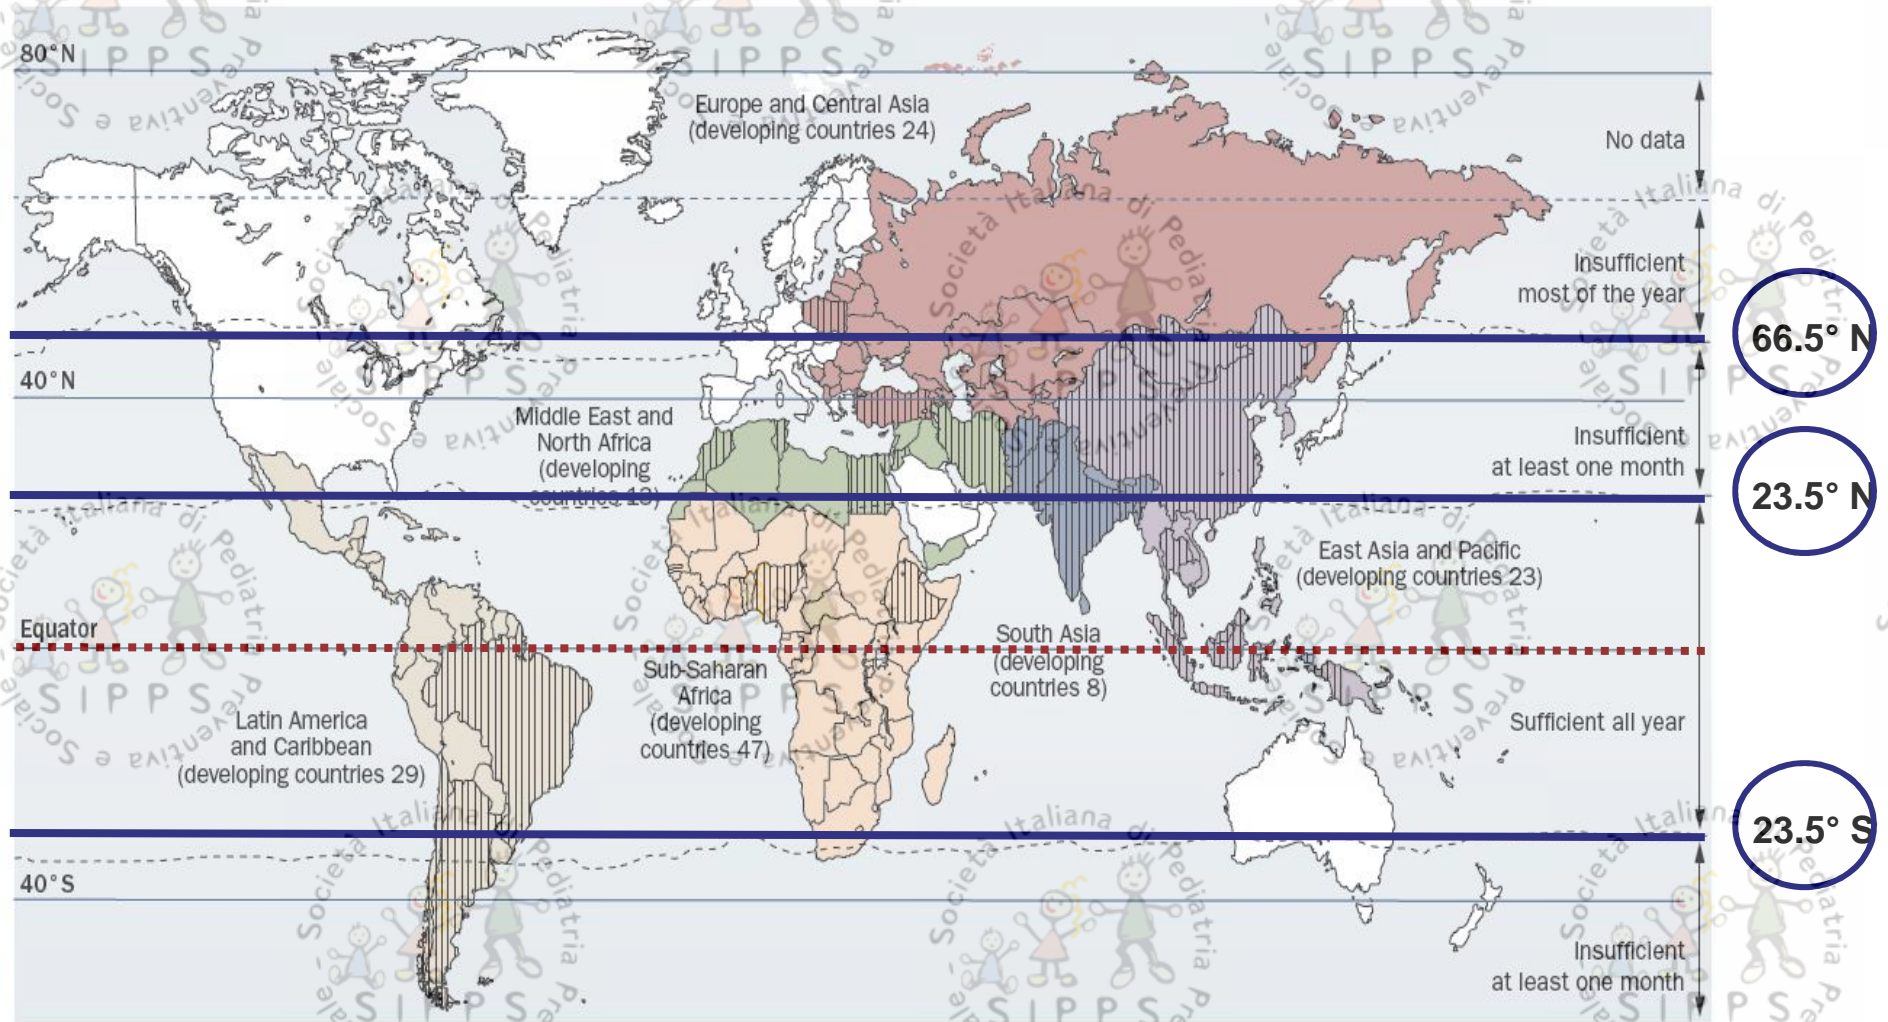 80°N
Europe and Central Asia
(developing countries 24)
No data
Insufficient
most of the year
66.5° N
40°N
Middle East and
North Africa
(developing
countries 13)
Insufficient
at least one month
23.5° N
East Asia and Pacific
(developing countries 23)
Equator
South Asia
(developing
countries 8)
Sub-Saharan
Africa
(developing
countries 47)
Latin America
and Caribbean
(developing countries 29)
Sufficient all year
23.5° S
40°S
Insufficient
at least one month
Società Italiana di Pediatria Preventiva e Sociale
SIPPS